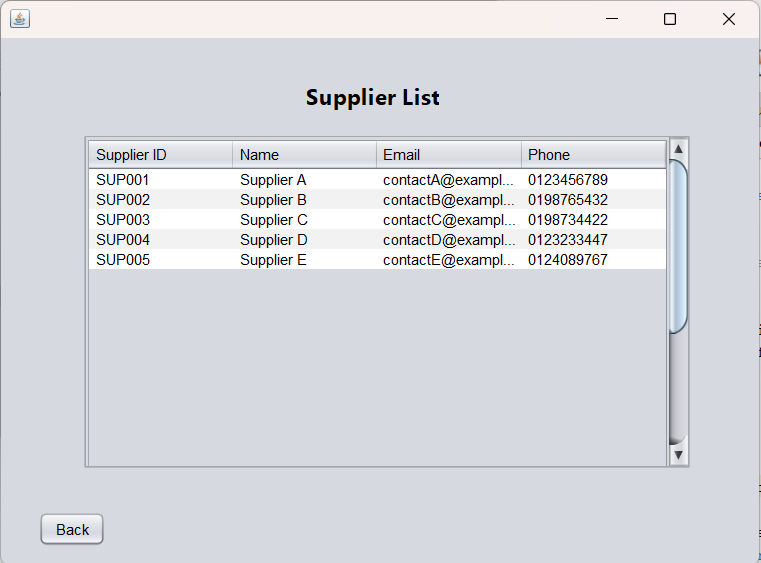 Supplier List
Supplier ID Name Email Phone
SUP001 Supplier A contactA@exampl... 0123456789
SUP002 Supplier B contactB@exampl... 0198765432
SUP003 Supplier C contactC@exampl... 0198734422
SUP004 Supplier D contactD@exampl... 0123233447
SUP005 Supplier E contactE@exampl... 0124089767
Back